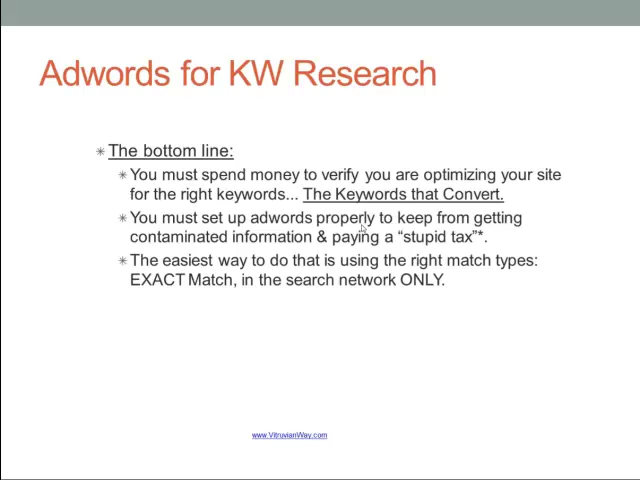 Adwords for KW Research
✳ The bottom line:
✳ You must spend money to verify you are optimizing your site
for the right keywords... The Keywords that Convert.
✳ You must set up adwords properly to keep from getting
contaminated information & paying a “stupid tax”*.
✳ The easiest way to do that is using the right match types:
EXACT Match, in the search network ONLY.
www.VitruvianWay.com